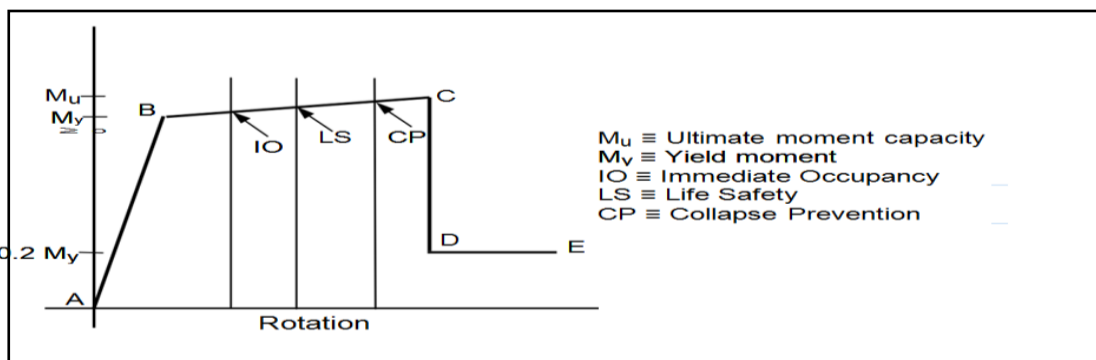 Mu
My
B
C
IO
LS
CP
0.2 My
D
E
A
Rotation
Mu ≡ Ultimate moment capacity
My ≡ Yield moment
IO ≡ Immediate Occupancy
LS ≡ Life Safety
CP ≡ Collapse Prevention